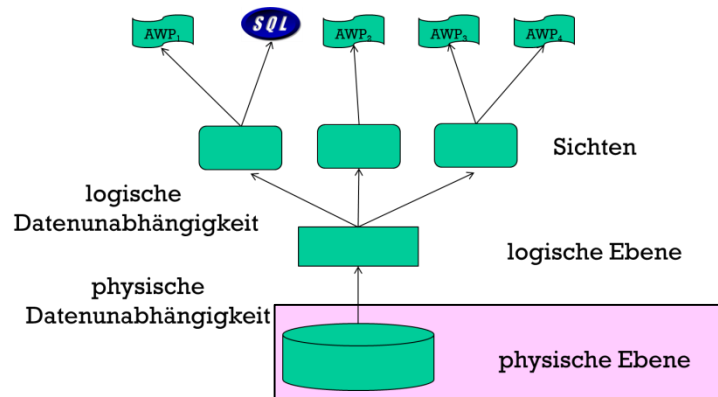 AWP1
SQL
AWP2
AWP3
AWP4
Sichten
logische
Datenunabhängigkeit
logische Ebene
physische
Datenunabhängigkeit
physische Ebene